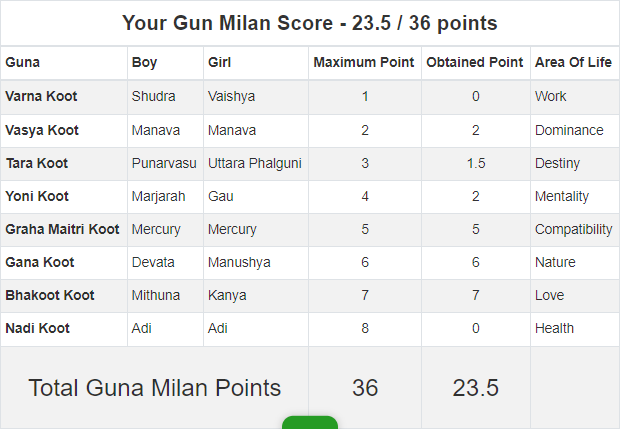 Your Gun Milan Score - 23.5 / 36 points
Guna Boy Girl Maximum Point Obtained Point Area Of Life
Varna Koot Shudra Vaishya 1 0 Work
Vasya Koot Manava Manava 2 2 Dominance
Tara Koot Punarvasu Uttara Phalguni 3 1.5 Destiny
Yoni Koot Marjarah Gau 4 2 Mentality
Graha Maitri Koot Mercury Mercury 5 5 Compatibility
Gana Koot Devata Manushya 6 6 Nature
Bhakoot Koot Mithuna Kanya 7 7 Love
Nadi Koot Adi Adi 8 0 Health
Total Guna Milan Points 36 23.5